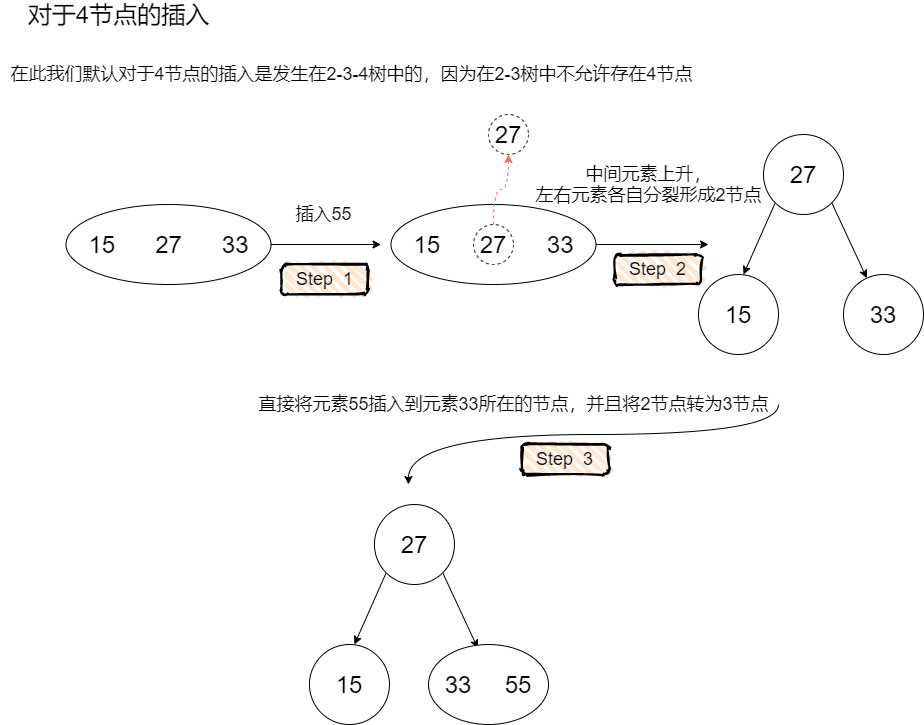 对于4节点的插入
在此我们默认对于4节点的插入是发生在2-3-4树中的，因为在2-3树中不允许存在4节点
27
中间元素上升，
左右元素各自分裂形成2节点
27
插入55
15 27 33
15 27 33
Step 1
Step 2
15
33
直接将元素55插入到元素33所在的节点，并且将2节点转为3节点
Step 3
27
15
33 55